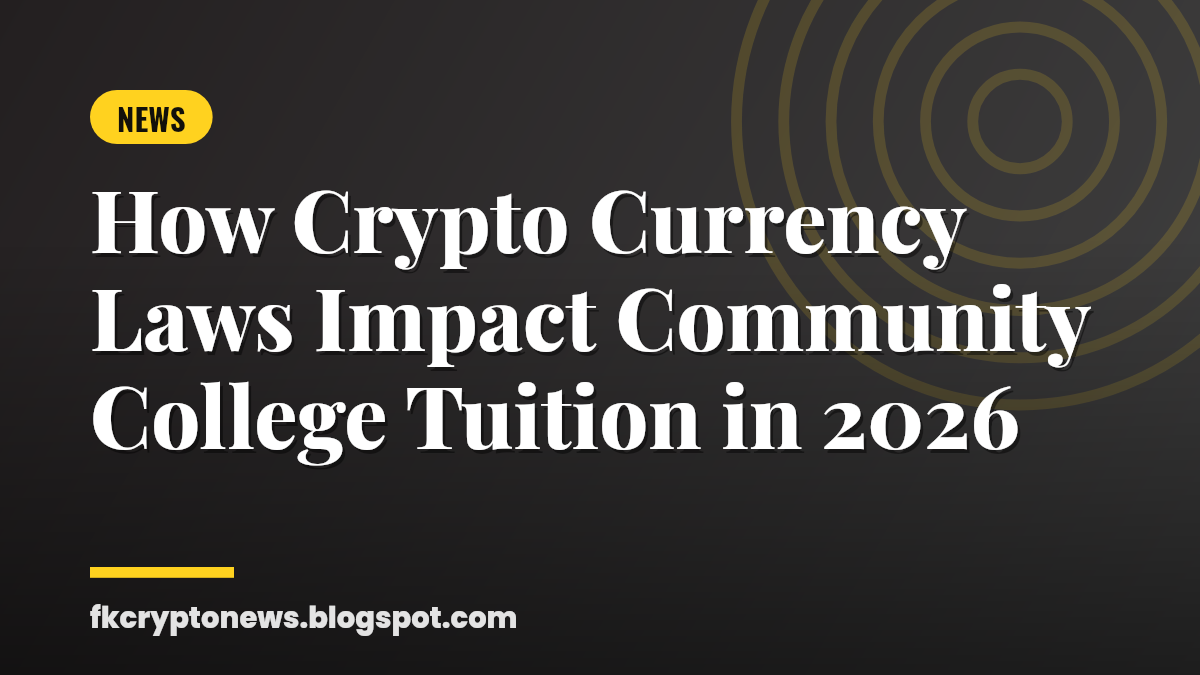 NEWS
How Crypto Currency
Laws Impact Community
College Tuition in 2026
fkcryptonews.blogspot.com